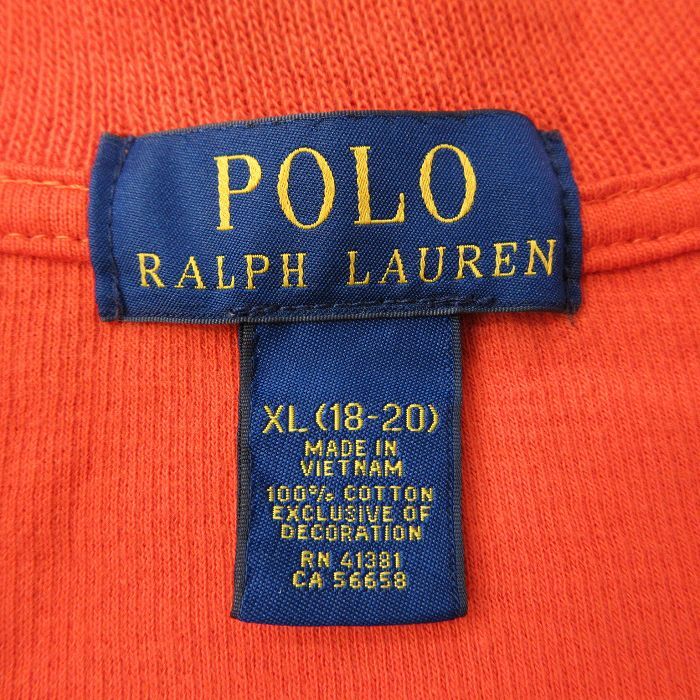 POLO
RALPH LAUREN
XL (18-20)
MADE IN
VIETNAM
100% COTTON
EXCLUSIVE OF
DECORATION
RN 41381
CA 56658